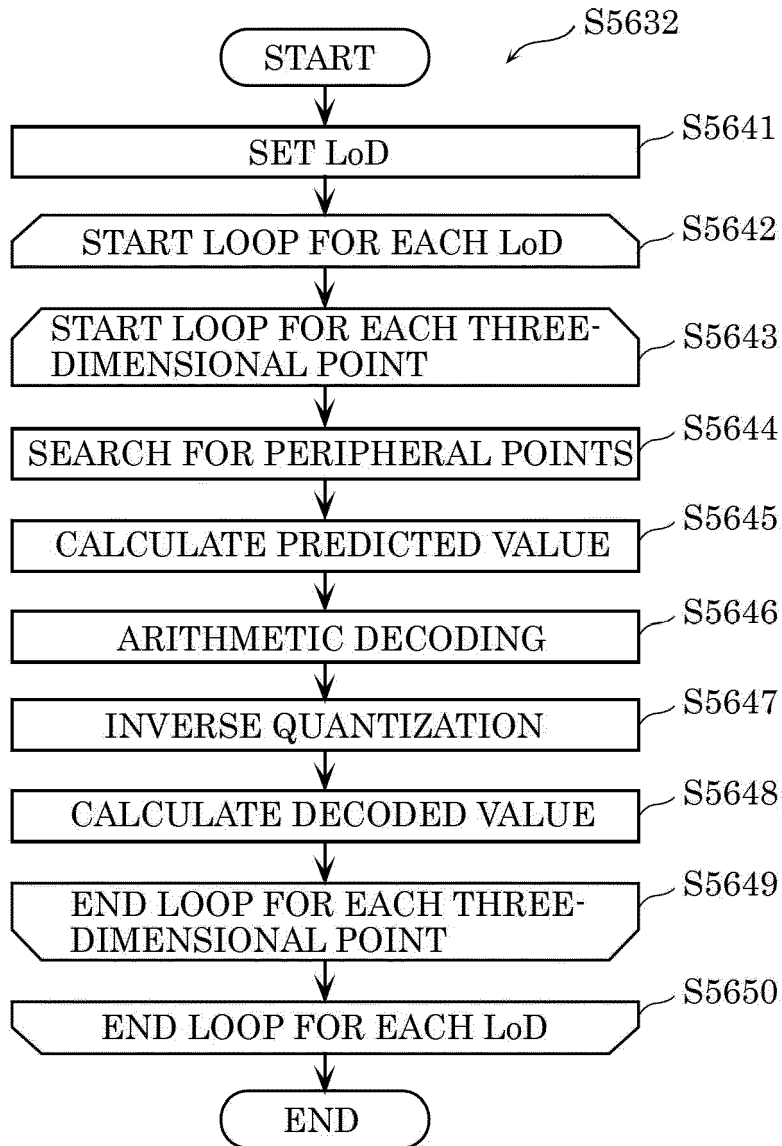 S5632
START
S5641
SET LoD
S5642
START LOOP FOR EACH LoD
S5643
START LOOP FOR EACH THREE-
DIMENSIONAL POINT
S5644
SEARCH FOR PERIPHERAL POINTS
S5645
CALCULATE PREDICTED VALUE
S5646
ARITHMETIC DECODING
S5647
INVERSE QUANTIZATION
S5648
CALCULATE DECODED VALUE
S5649
END LOOP FOR EACH THREE-
DIMENSIONAL POINT
S5650
END LOOP FOR EACH LoD
END